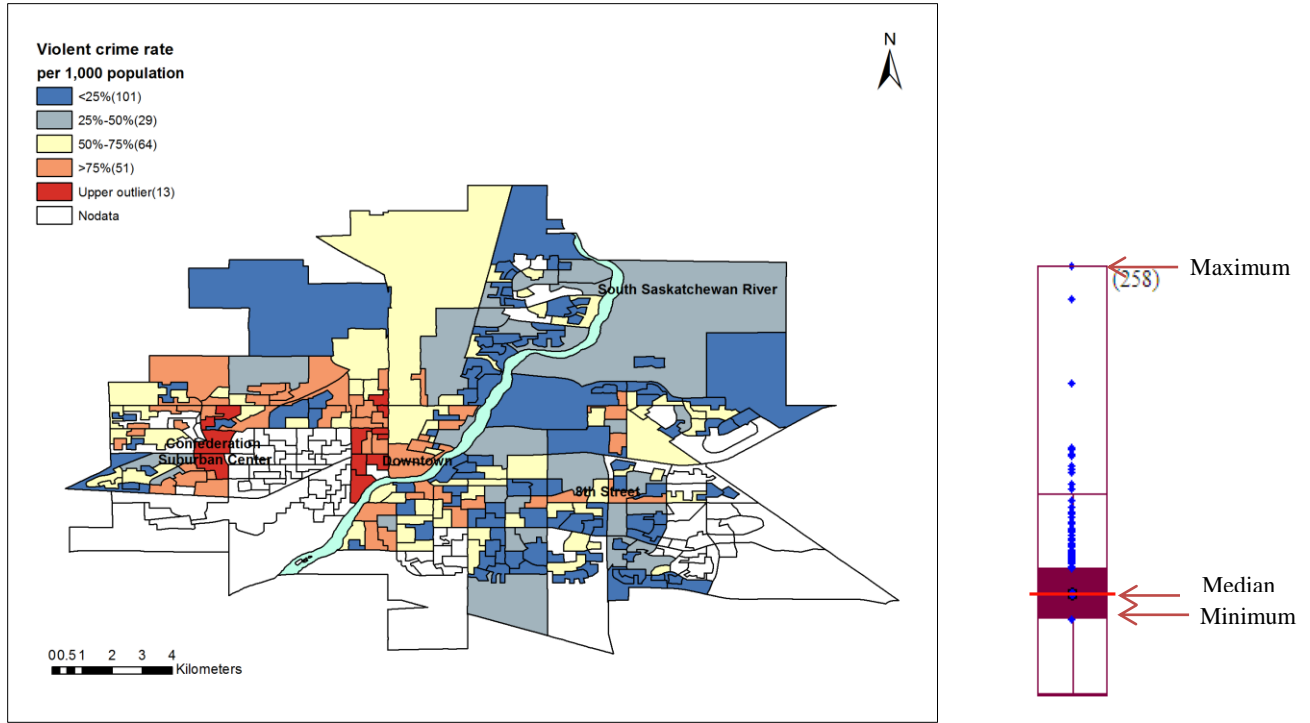 Violent crime rate
per 1,000 population
<25%(101)
25%-50%(29)
50%-75%(64)
>75%(51)
Upper outlier(13)
Nodata
N
South Saskatchewan River
Confederation
Suburban Center
Downtown
8th Street
00.51 2 3 4
Kilometers
Maximum
(258)
Median
Minimum